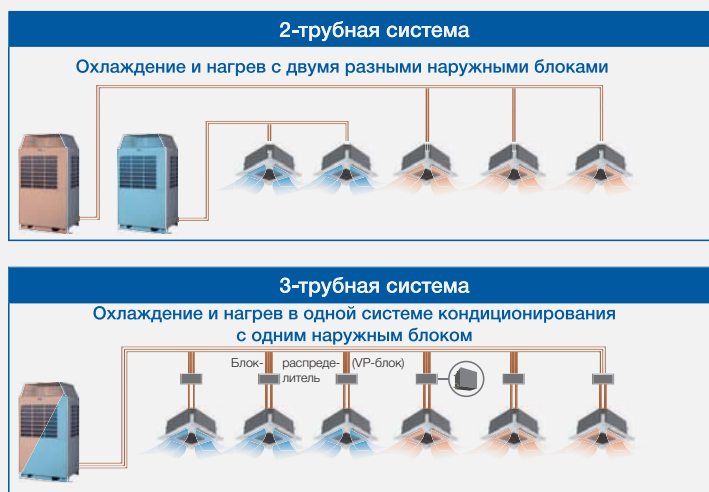 2-трубная система
Охлаждение и нагрев с двумя разными наружными блоками
3-трубная система
Охлаждение и нагрев в одной системе кондиционирования
с одним наружным блоком
Блок- распреде- (VP-блок)
литель